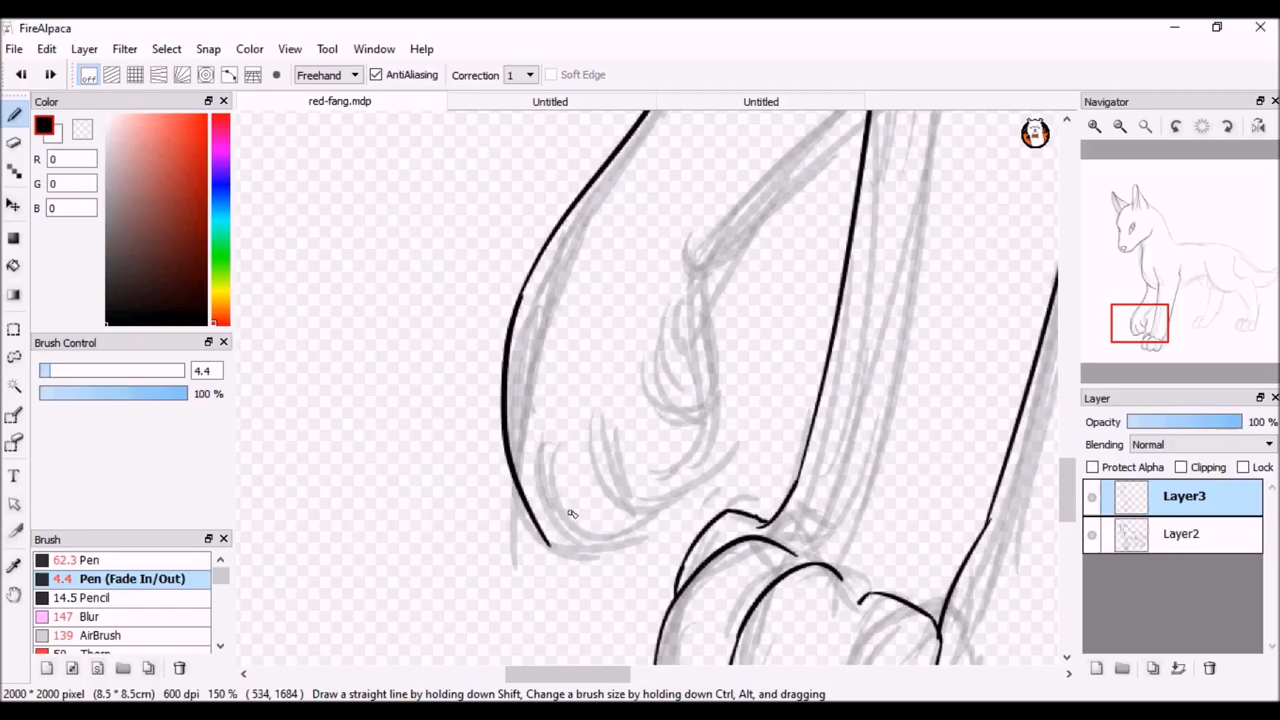 FireAlpaca
File Edit Layer Filter Select Snap Color View Tool Window Help
off Freehand AntiAliasing Correction 1 Soft Edge
Color
red-fang.mdp Untitled Untitled
Navigator
R 0
G 0
B 0
Brush Control
4.4
100 %
Layer
Opacity 100 %
Blending Normal
Protect Alpha Clipping Lock
Layer3
Layer2
Brush
62.3 Pen
4.4 Pen (Fade In/Out)
14.5 Pencil
147 Blur
139 AirBrush
2000 * 2000 pixel (8.5 * 8.5cm) 600 dpi 150 % ( 534, 1684 ) Draw a straight line by holding down Shift, Change a brush size by holding down Ctrl, Alt, and dragging